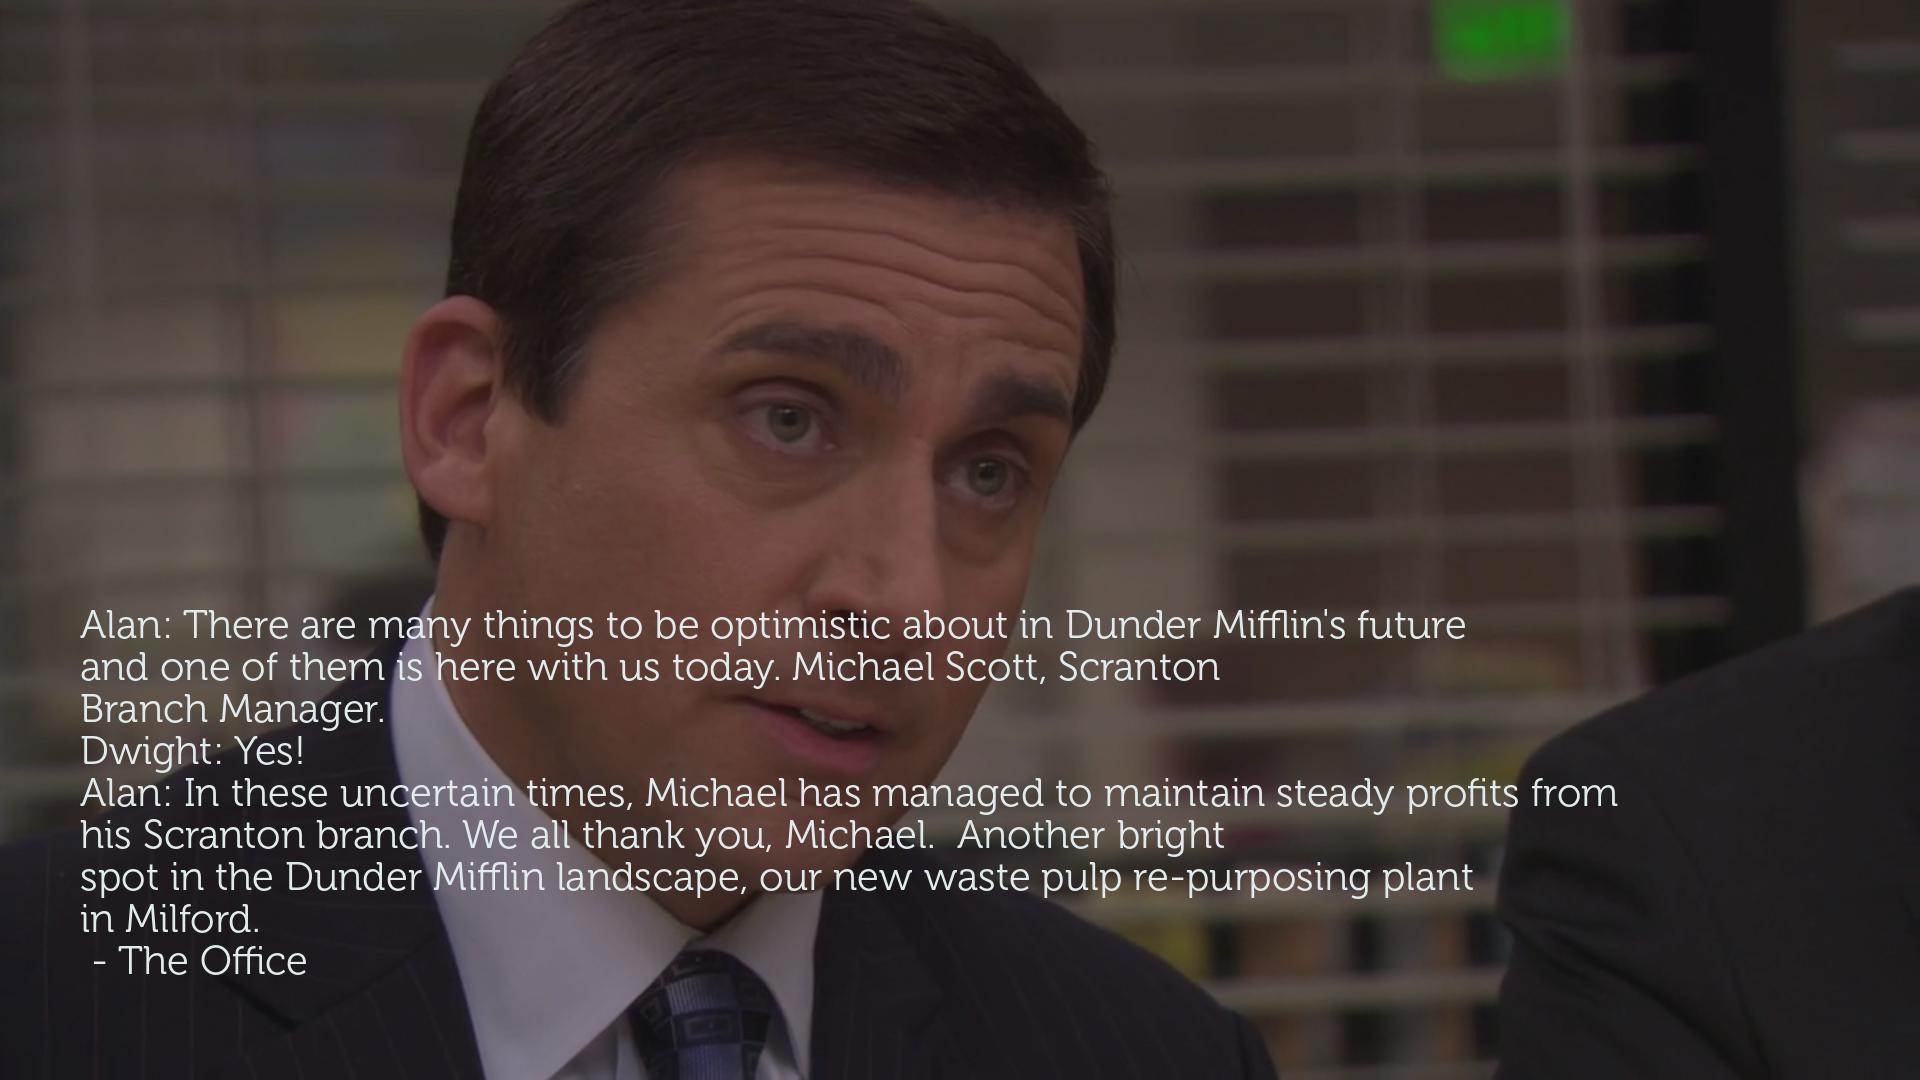 Alan: There are many things to be optimistic about in Dunder Mifflin's future
and one of them is here with us today. Michael Scott, Scranton
Branch Manager.
Dwight: Yes!
Alan: In these uncertain times, Michael has managed to maintain steady profits from
his Scranton branch. We all thank you, Michael.  Another bright
spot in the Dunder Mifflin landscape, our new waste pulp re-purposing plant
in Milford.
- The Office